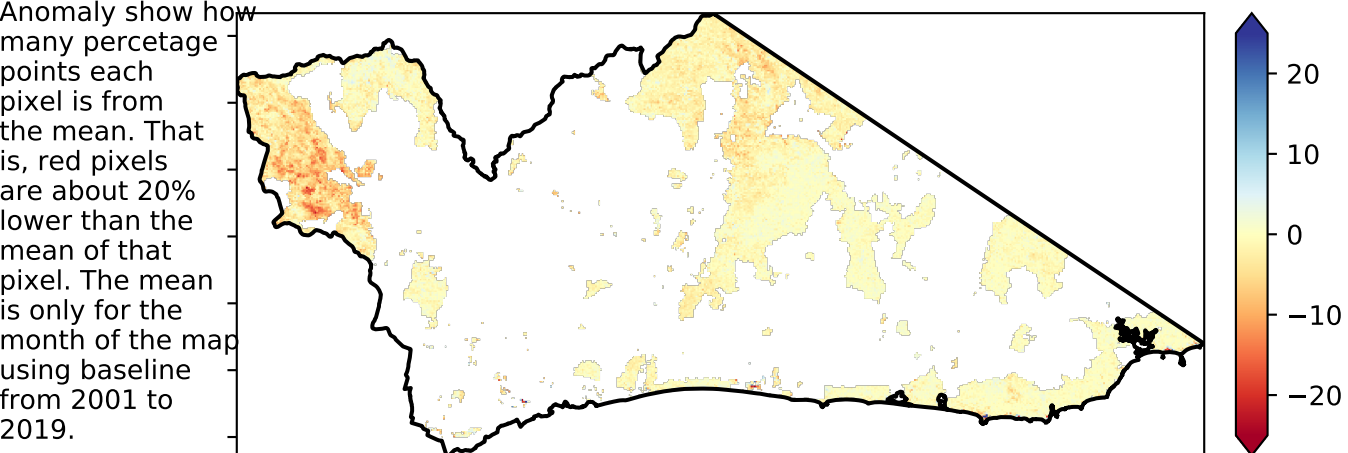 Anomaly show how
many percetage
points each
pixel is from
the mean. That
is, red pixels
are about 20%
lower than the
mean of that
pixel. The mean
is only for the
month of the map
using baseline
from 2001 to
2019.
20
10
0
−10
−20